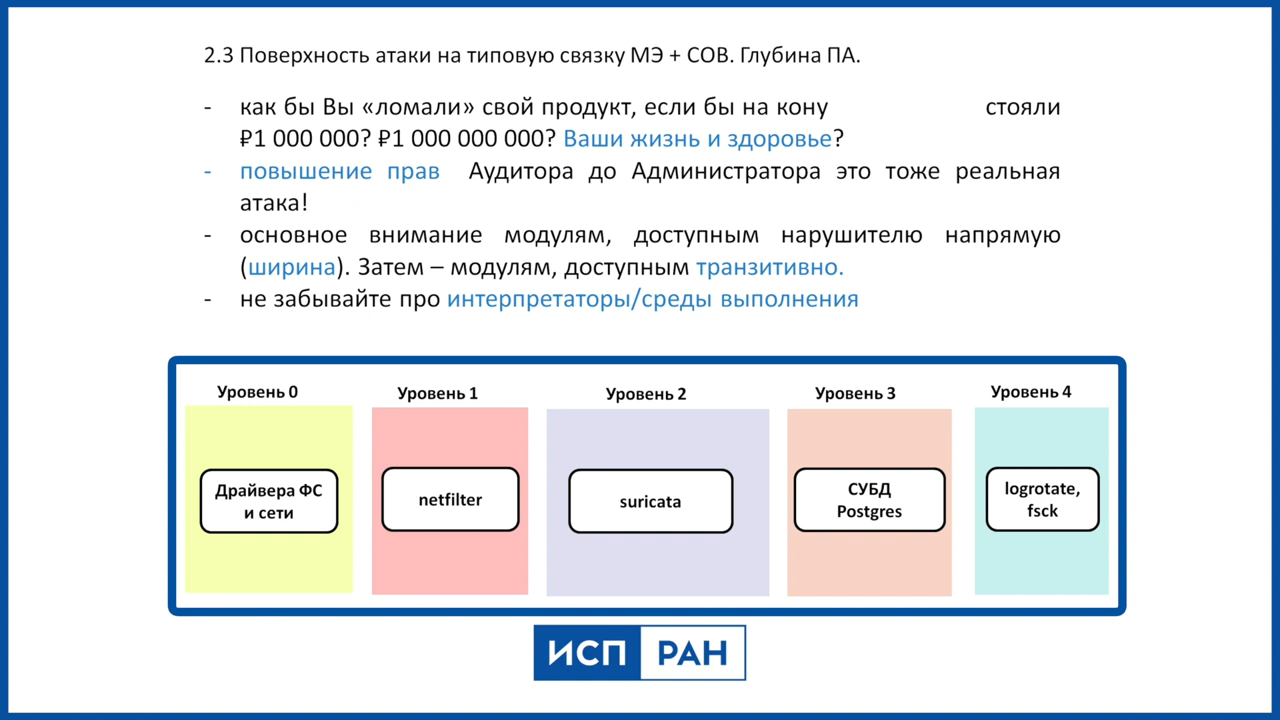 2.3 Поверхность атаки на типовую связку МЭ + СОВ. Глубина ПА.
- как бы Вы «ломали» свой продукт, если бы на кону стояли
₽1 000 000? ₽1 000 000 000? Ваши жизнь и здоровье?
- повышение прав Аудитора до Администратора это тоже реальная
атака!
- основное внимание модулям, доступным нарушителю напрямую
(ширина). Затем – модулям, доступным транзитивно.
- не забывайте про интерпретаторы/среды выполнения
Уровень 0
Уровень 1
Уровень 2
Уровень 3
Уровень 4
Драйвера ФС
и сети
netfilter
suricata
СУБД
Postgres
logrotate,
fsck
ИСП РАН